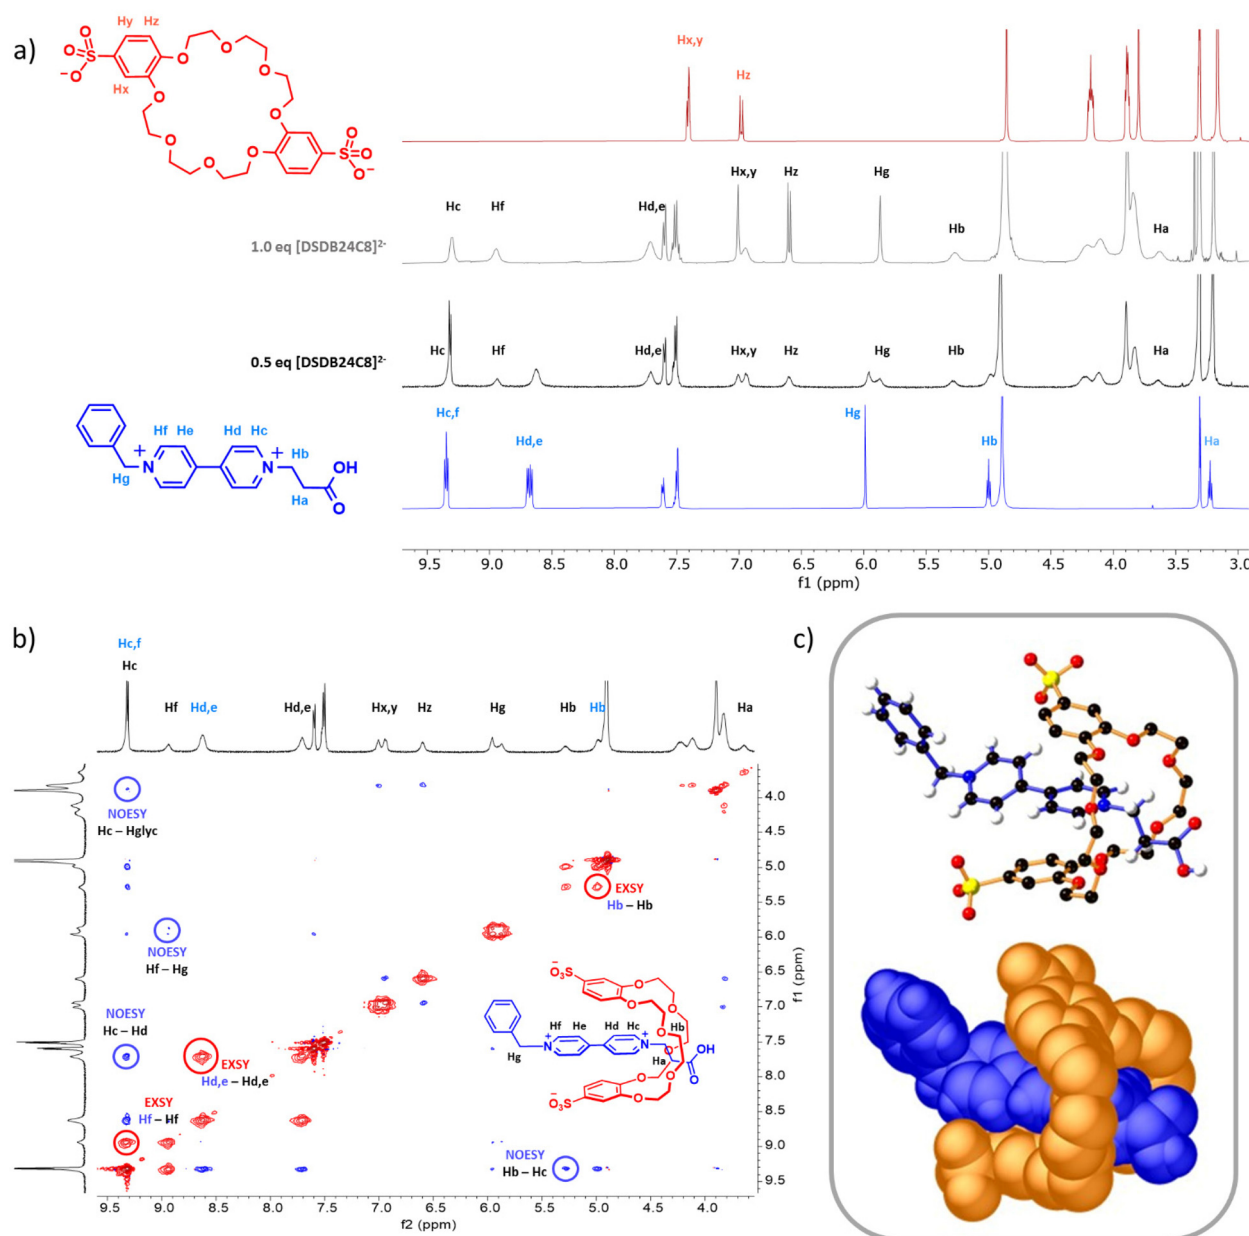 a)
Hy Hz
O
O
S
−O
Hx
O
O
O
O
O
O
O
O
S
O
O
O−
Hx,y
Hz
1.0 eq [DSDB24C8]2-
Hc
Hf
Hd,e
Hx,y
Hz
Hg
Hb
Ha
0.5 eq [DSDB24C8]2-
Hc
Hf
Hd,e
Hx,y
Hz
Hg
Hb
Ha
Hc,f
Hd,e
Hg
Hb
Ha
Hf He Hd Hc
Hb
+
N
+
N
OH
Hg
Ha
O
9.5 9.0 8.5 8.0 7.5 7.0 6.5 6.0 5.5 5.0 4.5 4.0 3.5 3.0
f1 (ppm)
b)
Hc,f
Hc
Hf
Hd,e
Hd,e
Hx,y
Hz
Hg
Hb
Hb
Ha
NOESY
Hc – Hglyc
EXSY
Hb – Hb
NOESY
Hf – Hg
NOESY
Hc – Hd
EXSY
Hd,e – Hd,e
EXSY
Hf – Hf
NOESY
Hb – Hc
−
O3S
O
O
O
Hf He Hd Hc Hb
+
N
+
N
O
O
OH
Hg
Ha
O
O
O
O
−
O3S
4.0
4.5
5.0
5.5
6.0
6.5
7.0
7.5
8.0
8.5
9.0
9.5
f1 (ppm)
9.5 9.0 8.5 8.0 7.5 7.0 6.5 6.0 5.5 5.0 4.5 4.0
f2 (ppm)
c)